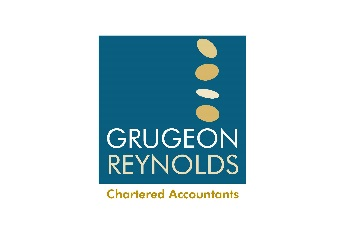 GRUGEON
REYNOLDS
Chartered Accountants